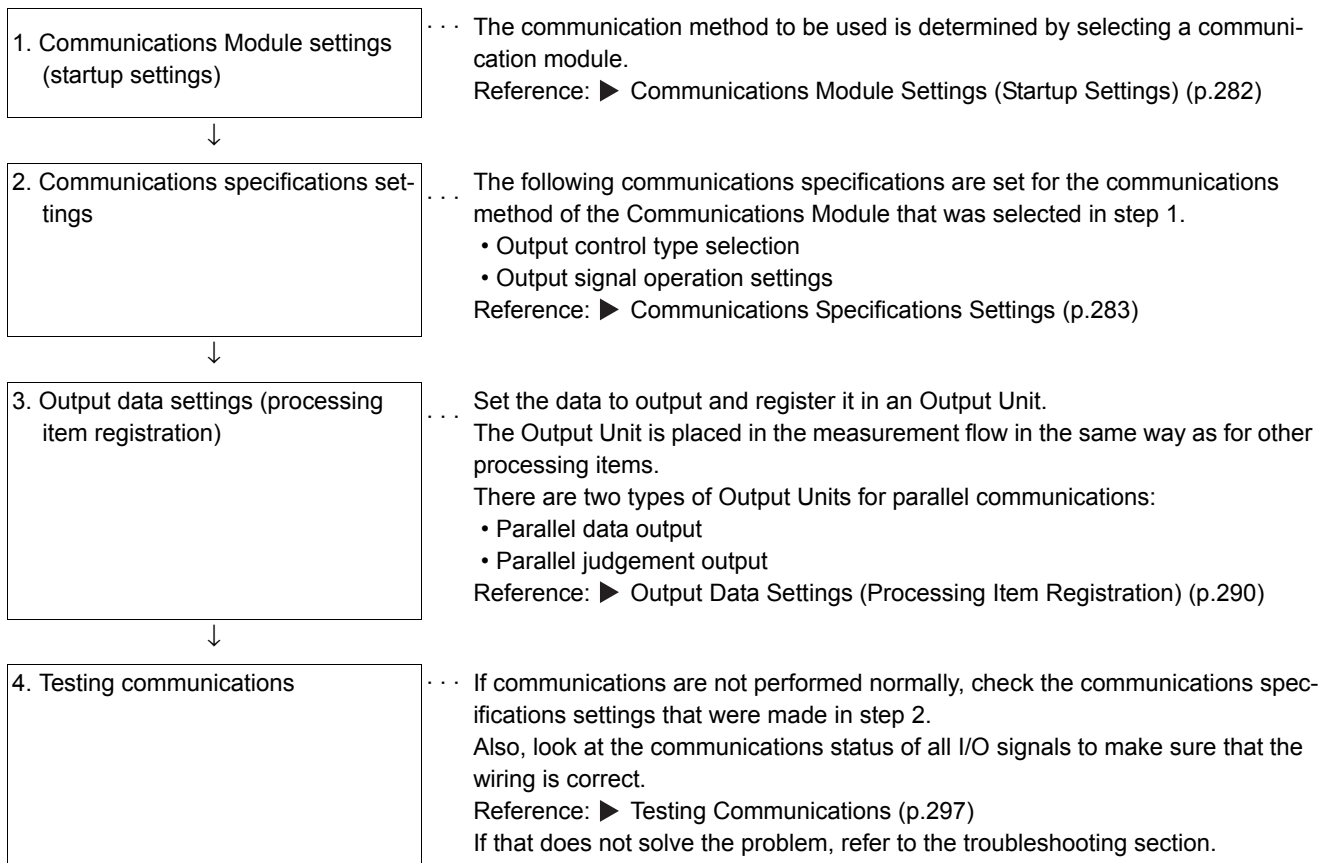 1. Communications Module settings
(startup settings)
· · · The communication method to be used is determined by selecting a communi-
cation module.
Reference: ▶ Communications Module Settings (Startup Settings) (p.282)
↓
2. Communications specifications set-
tings
· · · The following communications specifications are set for the communications
method of the Communications Module that was selected in step 1.
• Output control type selection
• Output signal operation settings
Reference: ▶ Communications Specifications Settings (p.283)
↓
3. Output data settings (processing
item registration)
· · · Set the data to output and register it in an Output Unit.
The Output Unit is placed in the measurement flow in the same way as for other
processing items.
There are two types of Output Units for parallel communications:
• Parallel data output
• Parallel judgement output
Reference: ▶ Output Data Settings (Processing Item Registration) (p.290)
↓
4. Testing communications
· · · If communications are not performed normally, check the communications spec-
ifications settings that were made in step 2.
Also, look at the communications status of all I/O signals to make sure that the
wiring is correct.
Reference: ▶ Testing Communications (p.297)
If that does not solve the problem, refer to the troubleshooting section.